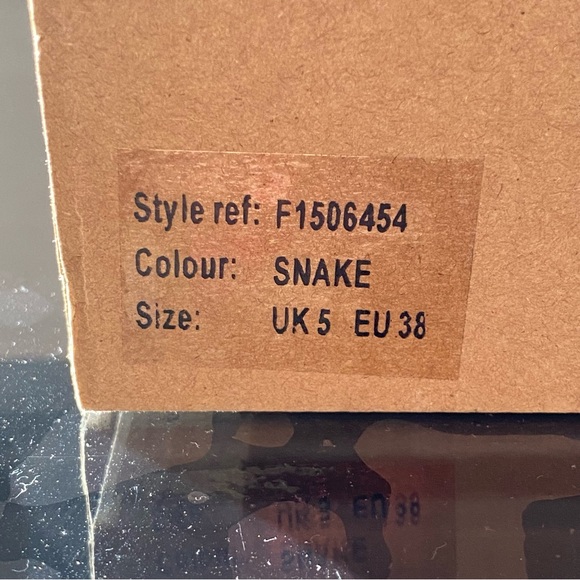 Style ref: F1506454
Colour: SNAKE
Size: UK 5 EU 38